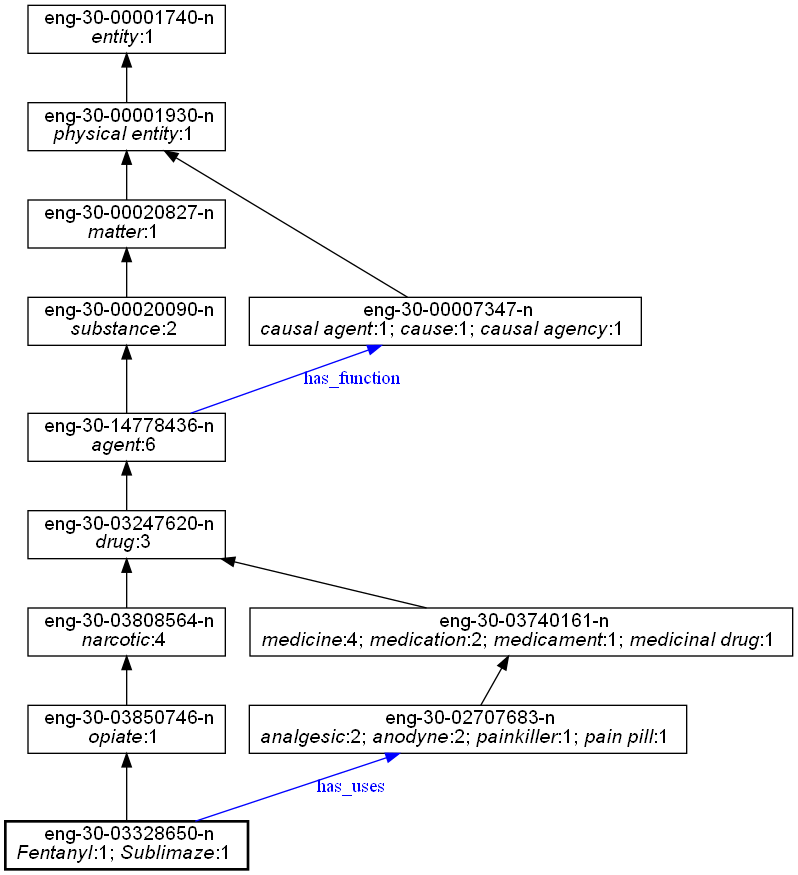 eng-30-00001740-n
entity:1
eng-30-00001930-n
physical entity:1
eng-30-00020827-n
matter:1
eng-30-00020090-n
substance:2
eng-30-00007347-n
causal agent:1; cause:1; causal agency:1
has_function
eng-30-14778436-n
agent:6
eng-30-03247620-n
drug:3
eng-30-03808564-n
narcotic:4
eng-30-03740161-n
medicine:4; medication:2; medicament:1; medicinal drug:1
eng-30-03850746-n
opiate:1
eng-30-02707683-n
analgesic:2; anodyne:2; painkiller:1; pain pill:1
has_uses
eng-30-03328650-n
Fentanyl:1; Sublimaze:1